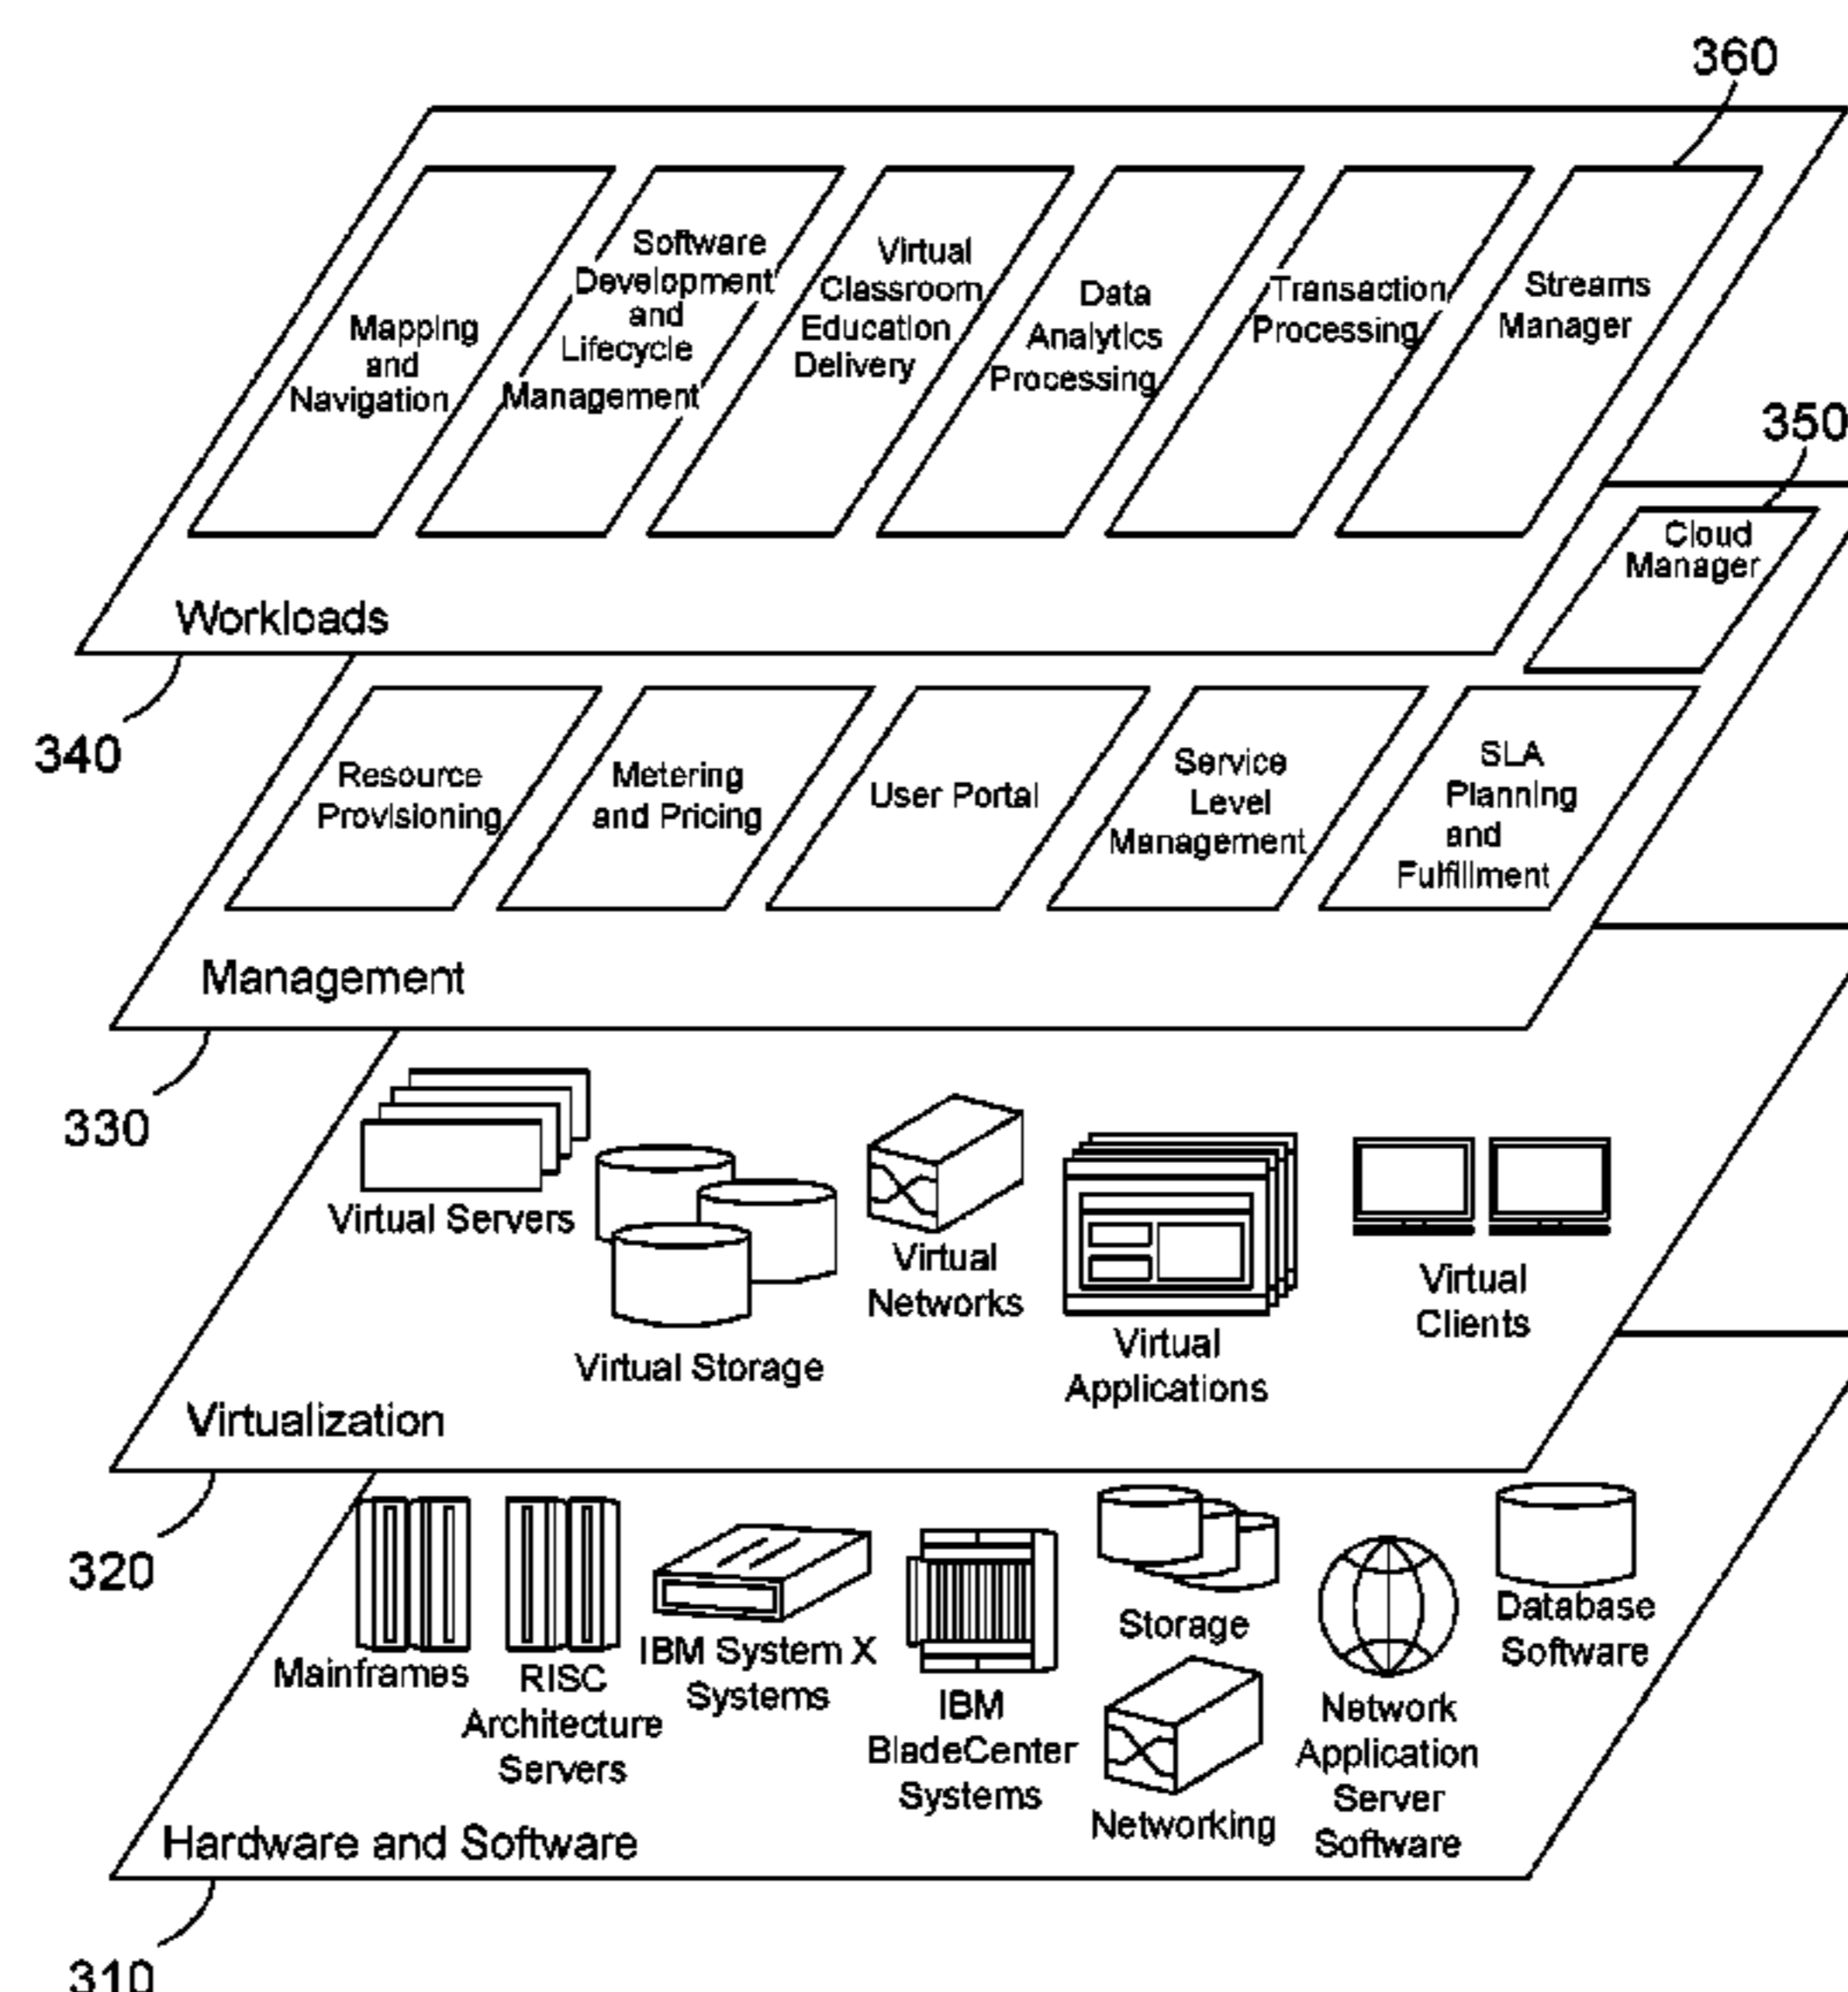 360
Mapping
and
Navigation
Software
Development
and
Lifecycle
Management
Virtual
Classroom
Education
Delivery
Data
Analytics
Processing
Transaction
Processing
Streams
Manager
350
Cloud
Manager
Workloads
340
Resource
Provisioning
Metering
and Pricing
User Portal
Service
Level
Management
SLA
Planning
and
Fulfillment
Management
330
Virtual Servers
Virtual Storage
Virtual
Networks
Virtual
Applications
Virtual
Clients
Virtualization
320
Mainframes
RISC
Architecture
Servers
IBM System X
Systems
IBM
BladeCenter
Systems
Storage
Networking
Network
Application
Server
Software
Database
Software
Hardware and Software
310